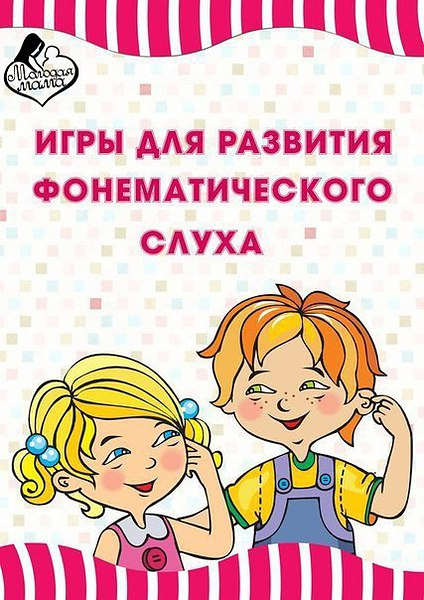 Молодая
мама
ИГРЫ ДЛЯ РАЗВИТИЯ
ФОНЕМАТИЧЕСКОГО
СЛУХА